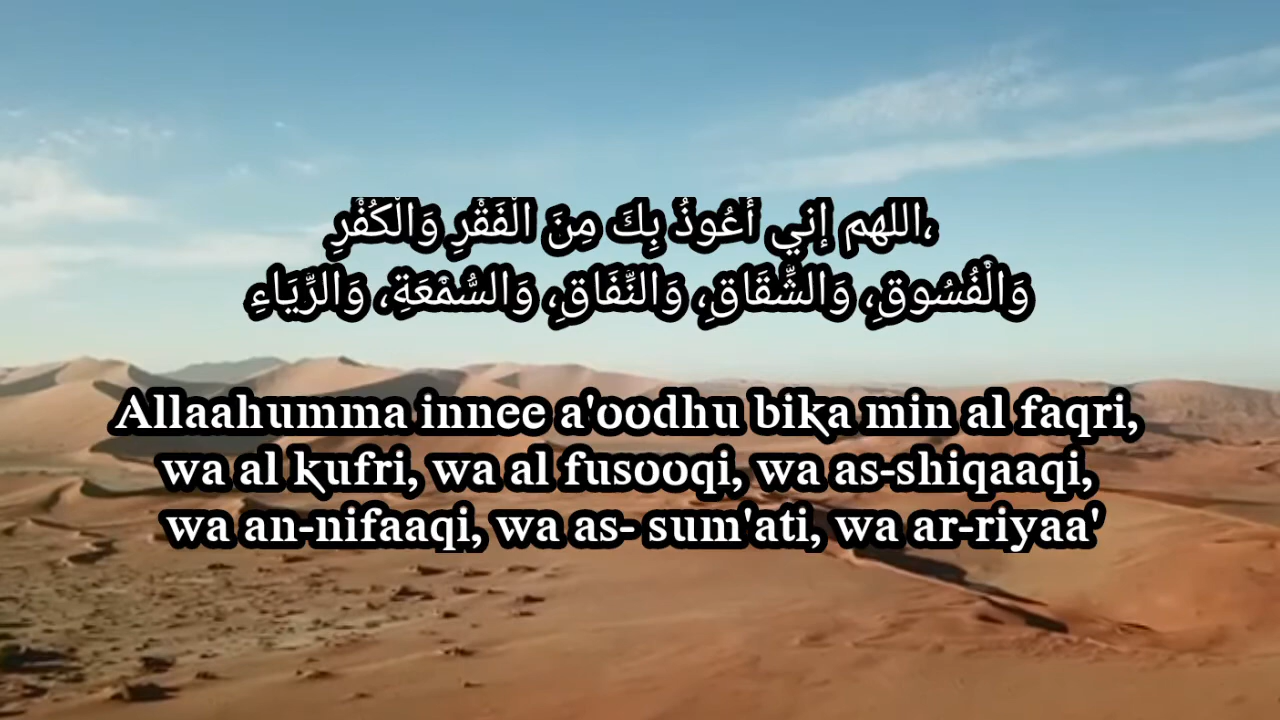 اللهم إني أَعُوذُ بِكَ مِنَ الْفَقْرِ وَالْكُفْرِ،
وَالْفُسُوقِ، وَالشِّقَاقِ، وَالنِّفَاقِ، وَالسُّمْعَةِ، وَالرِّيَاءِ
Allaahumma innee a'oodhu bika min al faqri,
wa al kufri, wa al fusooqi, wa as-shiqaaqi,
wa an-nifaaqi, wa as- sum'ati, wa ar-riyaa'